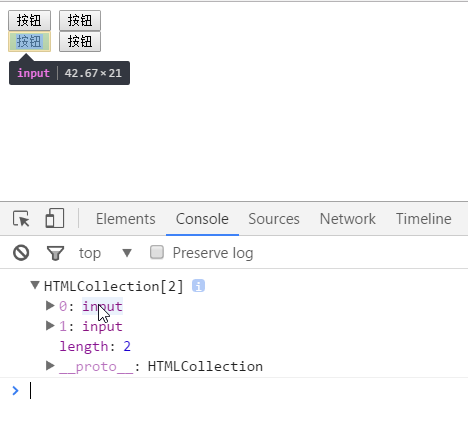 按钮 按钮
按钮 按钮
input 42.67×21
Elements Console Sources Network Timeline
top Preserve log
HTMLCollection[2] i
0: input
1: input
length: 2
__proto__: HTMLCollection